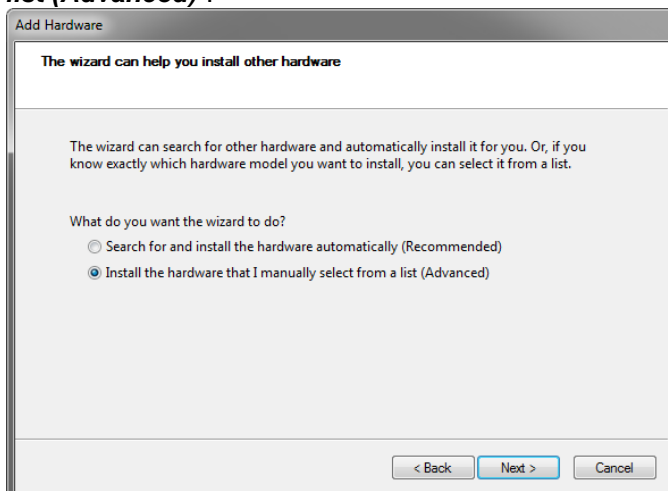 list (Advanced)".
Add Hardware
The wizard can help you install other hardware
The wizard can search for other hardware and automatically install it for you. Or, if you
know exactly which hardware model you want to install, you can select it from a list.
What do you want the wizard to do?
Search for and install the hardware automatically (Recommended)
Install the hardware that I manually select from a list (Advanced)
< Back Next > Cancel